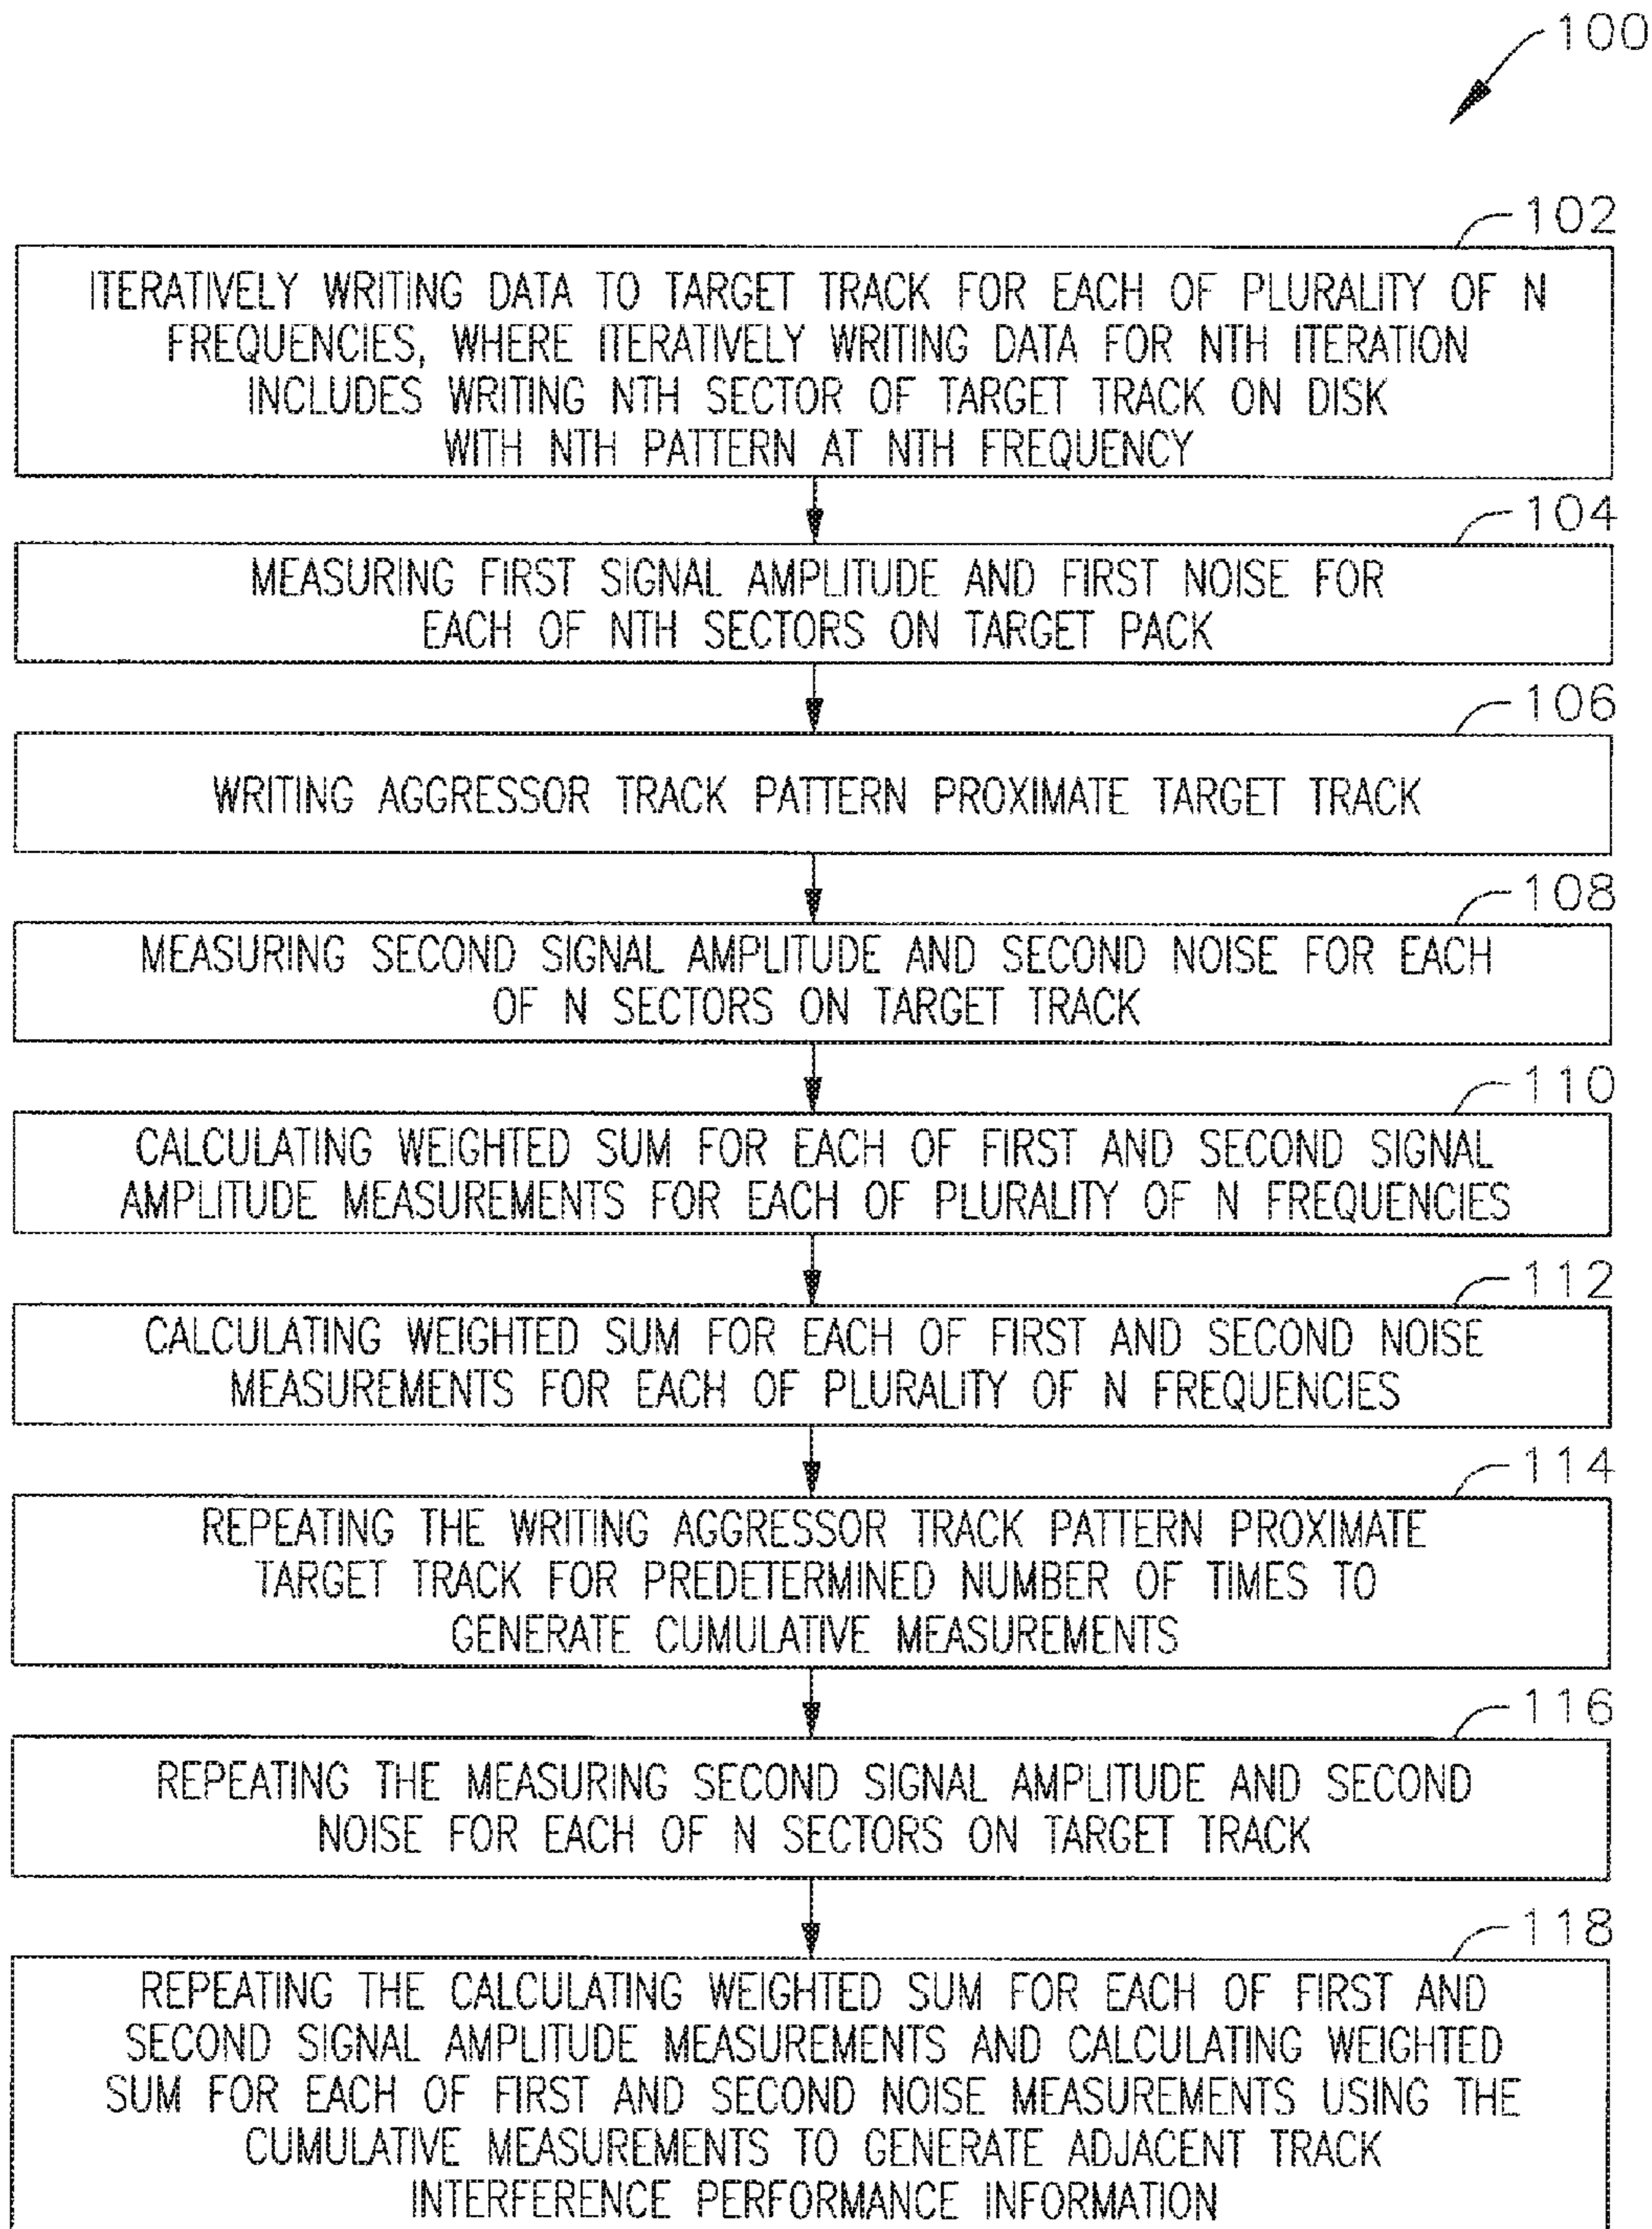 100
102
ITERATIVELY WRITING DATA TO TARGET TRACK FOR EACH OF PLURALITY OF N
FREQUENCIES, WHERE ITERATIVELY WRITING DATA FOR NTH ITERATION
INCLUDES WRITING NTH SECTOR OF TARGET TRACK ON DISK
WITH NTH PATTERN AT NTH FREQUENCY
104
MEASURING FIRST SIGNAL AMPLITUDE AND FIRST NOISE FOR
EACH OF NTH SECTORS ON TARGET PACK
106
WRITING AGGRESSOR TRACK PATTERN PROXIMATE TARGET TRACK
108
MEASURING SECOND SIGNAL AMPLITUDE AND SECOND NOISE FOR EACH
OF N SECTORS ON TARGET TRACK
110
CALCULATING WEIGHTED SUM FOR EACH OF FIRST AND SECOND SIGNAL
AMPLITUDE MEASUREMENTS FOR EACH OF PLURALITY OF N FREQUENCIES
112
CALCULATING WEIGHTED SUM FOR EACH OF FIRST AND SECOND NOISE
MEASUREMENTS FOR EACH OF PLURALITY OF N FREQUENCIES
114
REPEATING THE WRITING AGGRESSOR TRACK PATTERN PROXIMATE
TARGET TRACK FOR PREDETERMINED NUMBER OF TIMES TO
GENERATE CUMULATIVE MEASUREMENTS
116
REPEATING THE MEASURING SECOND SIGNAL AMPLITUDE AND SECOND
NOISE FOR EACH OF N SECTORS ON TARGET TRACK
118
REPEATING THE CALCULATING WEIGHTED SUM FOR EACH OF FIRST AND
SECOND SIGNAL AMPLITUDE MEASUREMENTS AND CALCULATING WEIGHTED
SUM FOR EACH OF FIRST AND SECOND NOISE MEASUREMENTS USING THE
CUMULATIVE MEASUREMENTS TO GENERATE ADJACENT TRACK
INTERFERENCE PERFORMANCE INFORMATION